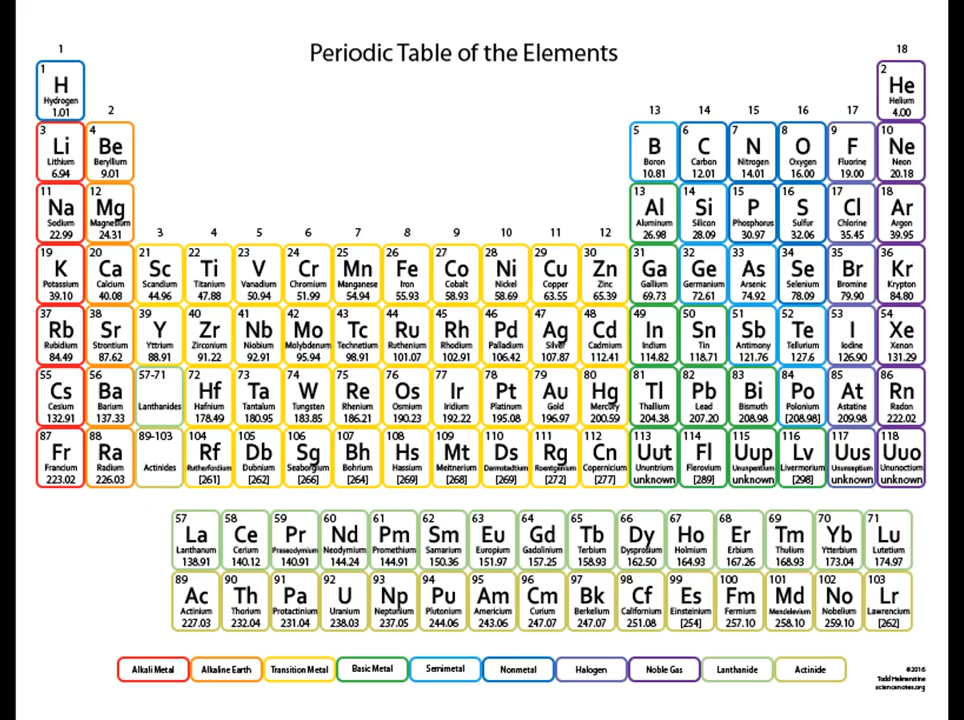 Periodic Table of the Elements
1 18
1 2
H He
Hydrogen Helium
1.01 4.00
2 13 14 15 16 17
3 4 5 6 7 8 9 10
Li Be B C N O F Ne
Lithium Beryllium Boron Carbon Nitrogen Oxygen Fluorine Neon
6.94 9.01 10.81 12.01 14.01 16.00 19.00 20.18
11 12 13 14 15 16 17 18
Na Mg Al Si P S Cl Ar
Sodium Magnesium Aluminum Silicon Phosphorus Sulfur Chlorine Argon
22.99 24.31 26.98 28.09 30.97 32.06 35.45 39.95
3 4 5 6 7 8 9 10 11 12
19 20 21 22 23 24 25 26 27 28 29 30 31 32 33 34 35 36
K Ca Sc Ti V Cr Mn Fe Co Ni Cu Zn Ga Ge As Se Br Kr
Potassium Calcium Scandium Titanium Vanadium Chromium Manganese Iron Cobalt Nickel Copper Zinc Gallium Germanium Arsenic Selenium Bromine Krypton
39.10 40.08 44.96 47.88 50.94 51.99 54.94 55.93 58.93 58.69 63.55 65.39 69.73 72.61 74.92 78.09 79.90 84.80
37 38 39 40 41 42 43 44 45 46 47 48 49 50 51 52 53 54
Rb Sr Y Zr Nb Mo Tc Ru Rh Pd Ag Cd In Sn Sb Te I Xe
Rubidium Strontium Yttrium Zirconium Niobium Molybdenum Technetium Ruthenium Rhodium Palladium Silver Cadmium Indium Tin Antimony Tellurium Iodine Xenon
84.49 87.62 88.91 91.22 92.91 95.94 98.91 101.07 102.91 106.42 107.87 112.41 114.82 118.71 121.76 127.6 126.90 131.29
55 56 57-71 72 73 74 75 76 77 78 79 80 81 82 83 84 85 86
Cs Ba Hf Ta W Re Os Ir Pt Au Hg Tl Pb Bi Po At Rn
Cesium Barium Lanthanides Hafnium Tantalum Tungsten Rhenium Osmium Iridium Platinum Gold Mercury Thallium Lead Bismuth Polonium Astatine Radon
132.91 137.33 178.49 180.95 183.85 186.21 190.23 192.22 195.08 196.97 200.59 204.38 207.20 208.98 [208.98] 209.98 222.02
87 88 89-103 104 105 106 107 108 109 110 111 112 113 114 115 116 117 118
Fr Ra Rf Db Sg Bh Hs Mt Ds Rg Cn Uut Fl Uup Lv Uus Uuo
Francium Radium Actinides Rutherfordium Dubnium Seaborgium Bohrium Hassium Meitnerium Darmstadtium Roentgenium Copernicium Ununtrium Flerovium Ununpentium Livermorium Ununseptium Ununoctium
223.02 226.03 [261] [262] [266] [264] [269] [268] [269] [272] [277] unknown [289] unknown [298] unknown unknown
57 58 59 60 61 62 63 64 65 66 67 68 69 70 71
La Ce Pr Nd Pm Sm Eu Gd Tb Dy Ho Er Tm Yb Lu
Lanthanum Cerium Praseodymium Neodymium Promethium Samarium Europium Gadolinium Terbium Dysprosium Holmium Erbium Thulium Ytterbium Lutetium
138.91 140.12 140.91 144.24 144.91 150.36 151.97 157.25 158.93 162.50 164.93 167.26 168.93 173.04 174.97
89 90 91 92 93 94 95 96 97 98 99 100 101 102 103
Ac Th Pa U Np Pu Am Cm Bk Cf Es Fm Md No Lr
Actinium Thorium Protactinium Uranium Neptunium Plutonium Americium Curium Berkelium Californium Einsteinium Fermium Mendelevium Nobelium Lawrencium
227.03 232.04 231.04 238.03 237.05 244.06 243.06 247.07 247.07 251.08 [254] 257.10 258.10 259.10 [262]
Alkali Metal Alkaline Earth Transition Metal Basic Metal Semimetal Nonmetal Halogen Noble Gas Lanthanide Actinide
©2016
Todd Helmenstine
sciencenotes.org